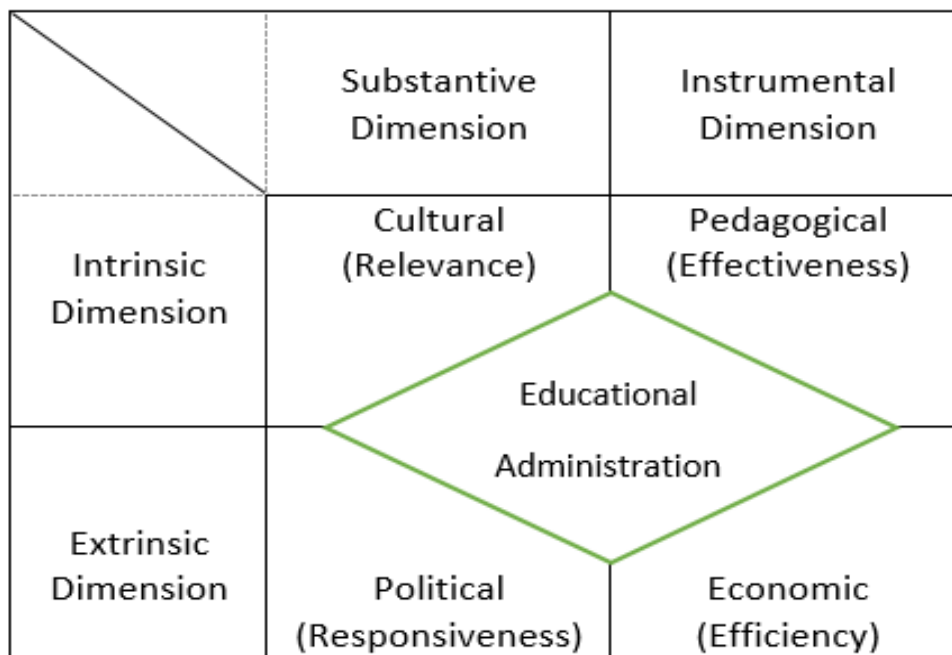 Substantive
Dimension
Instrumental
Dimension
Intrinsic
Dimension
Cultural
(Relevance)
Pedagogical
(Effectiveness)
Educational
Administration
Extrinsic
Dimension
Political
(Responsiveness)
Economic
(Efficiency)